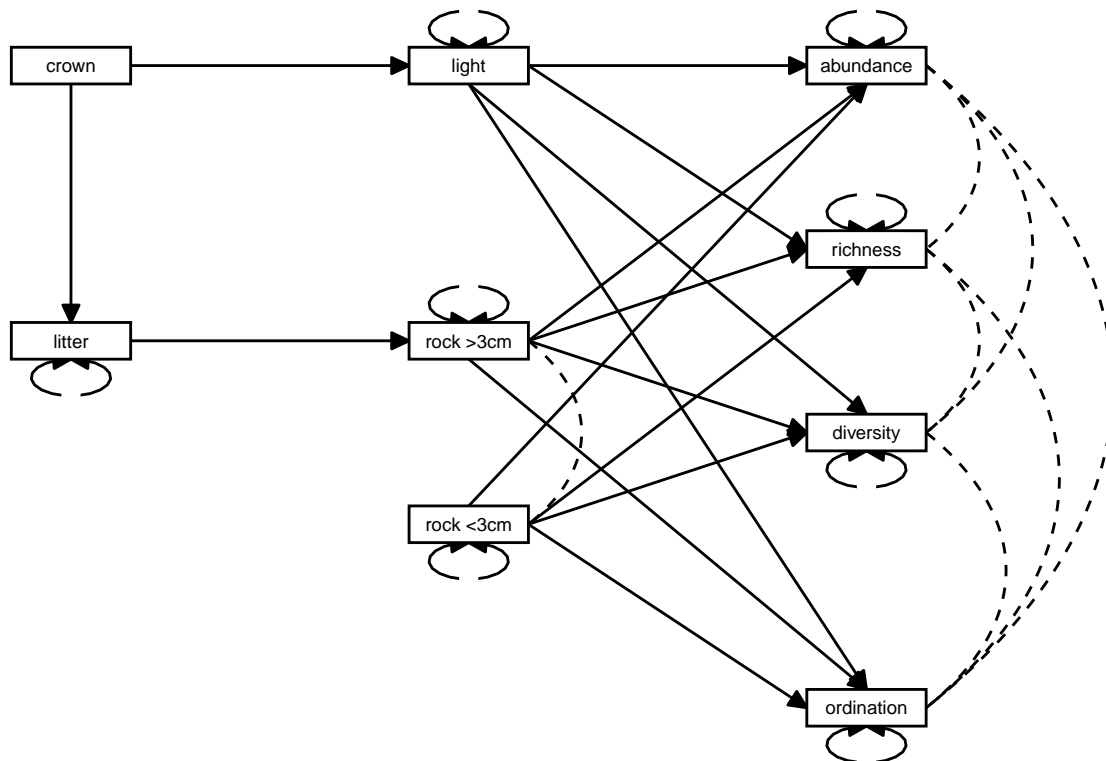 crown
light
abundance
richness
litter
rock >3cm
diversity
rock <3cm
ordination